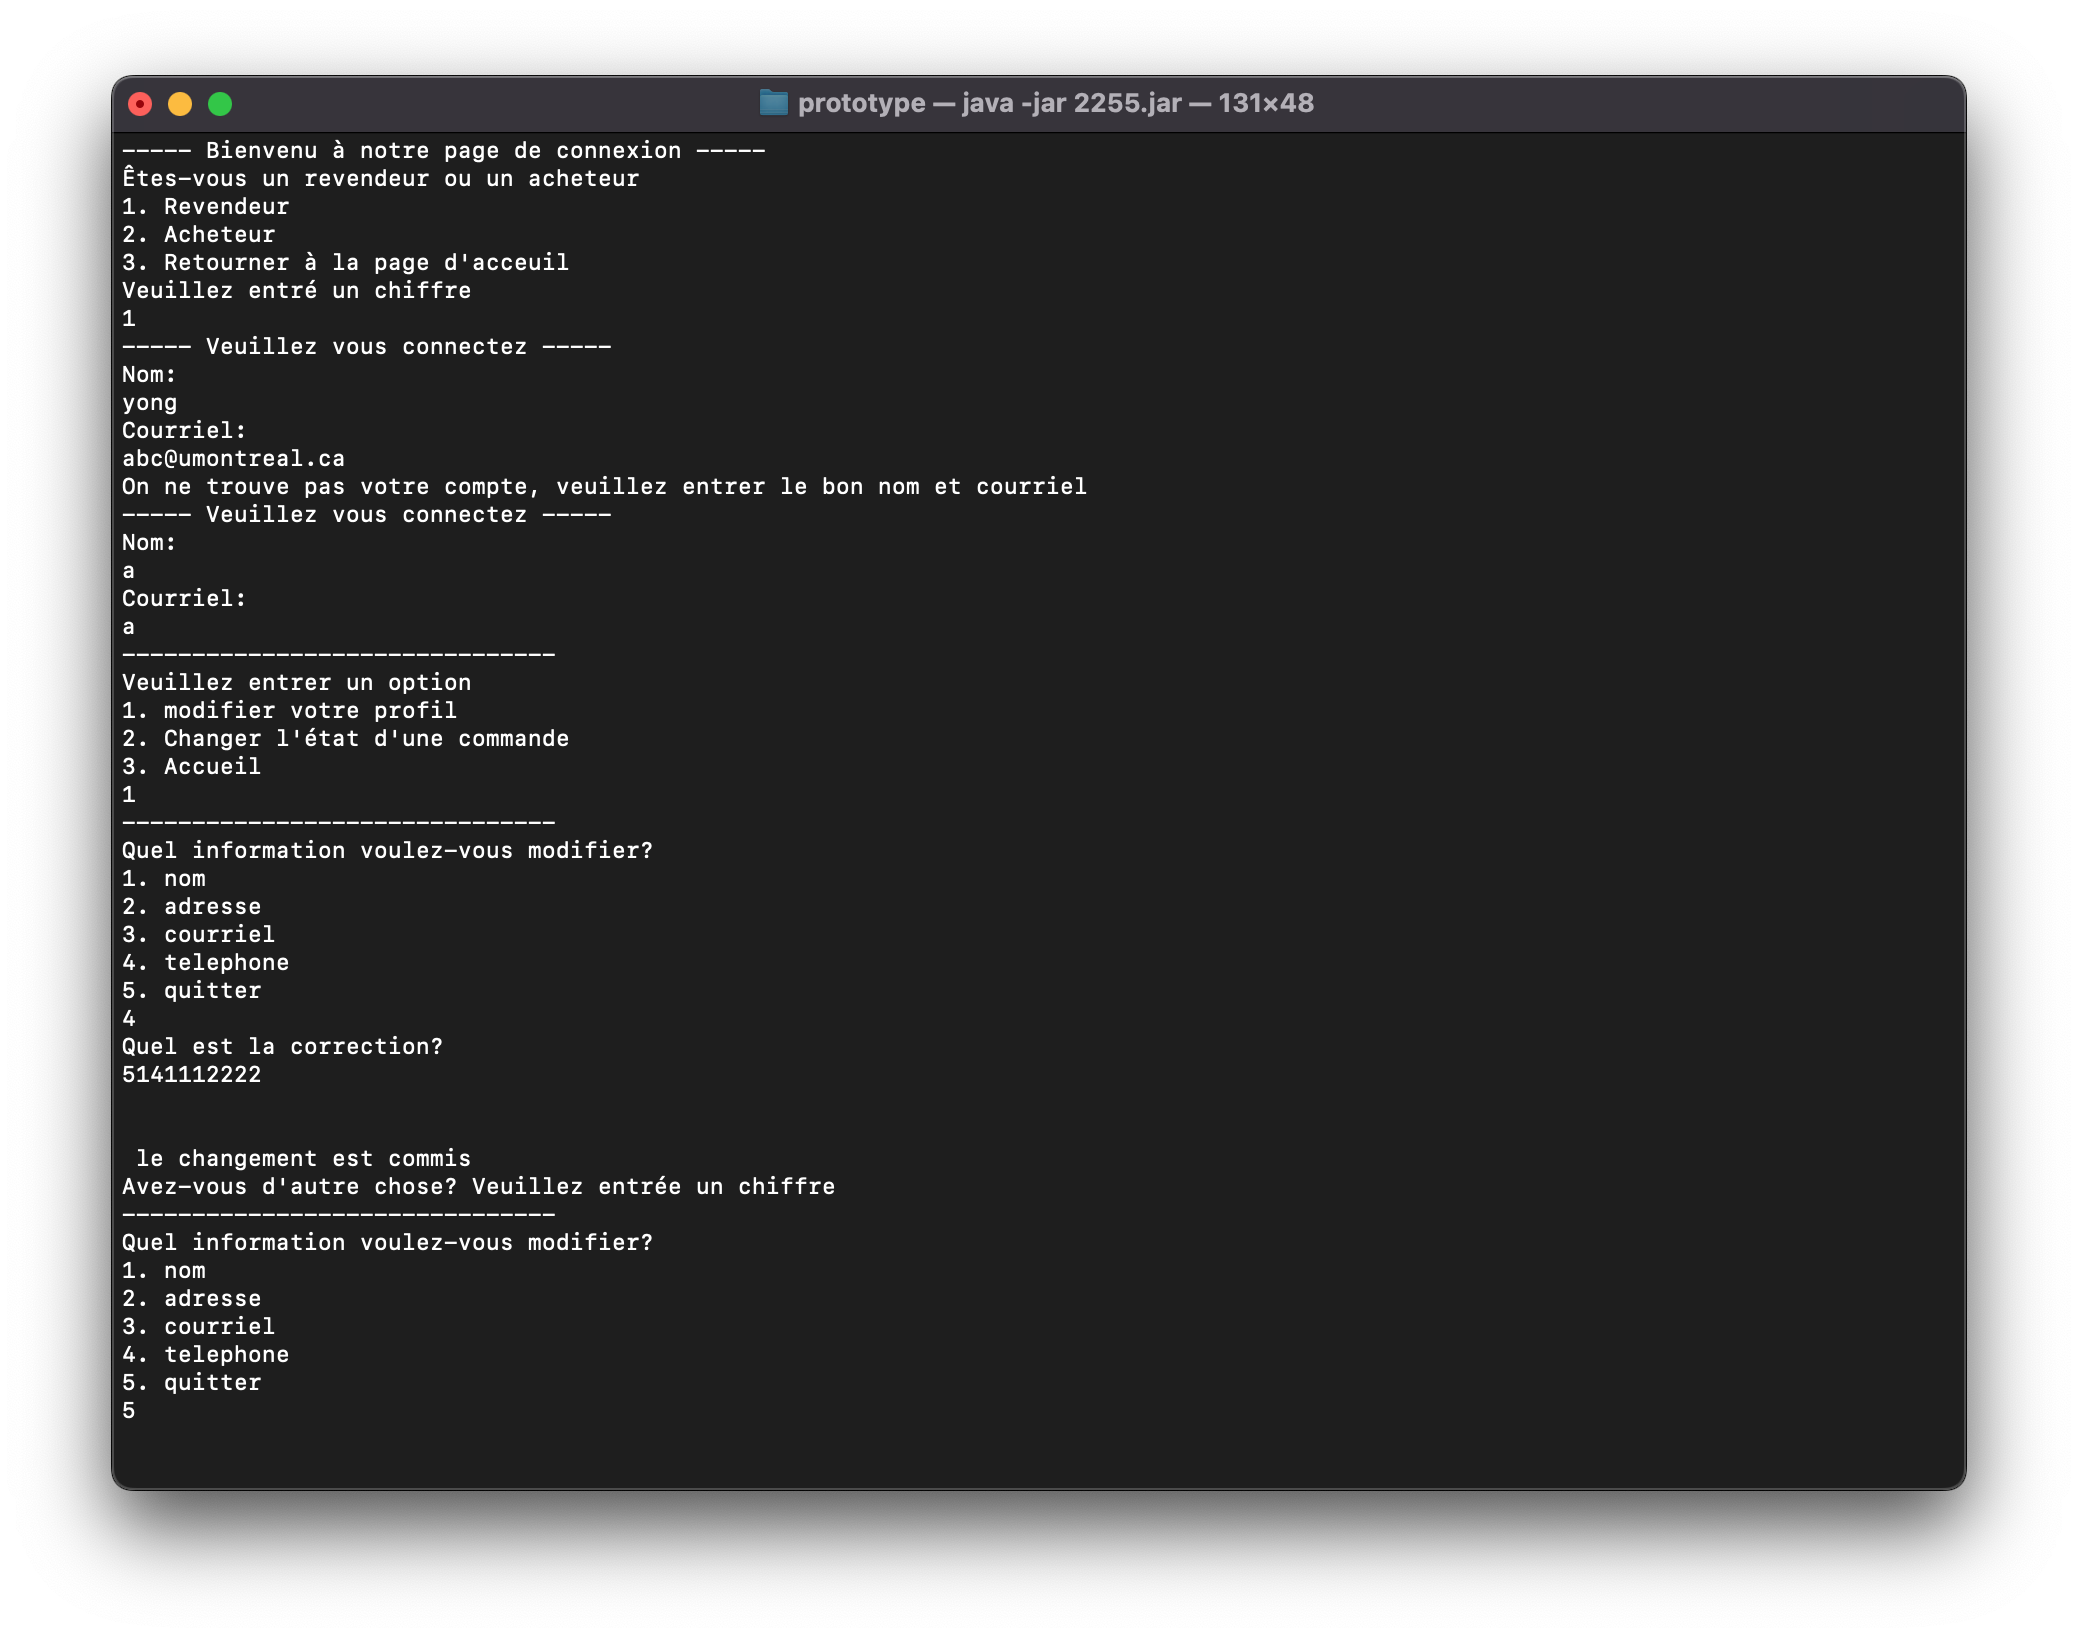 prototype — java -jar 2255.jar — 131×48
----- Bienvenu à notre page de connexion -----
Êtes-vous un revendeur ou un acheteur
1. Revendeur
2. Acheteur
3. Retourner à la page d'acceuil
Veuillez entré un chiffre
1
----- Veuillez vous connectez -----
Nom:
yong
Courriel:
abc@umontreal.ca
On ne trouve pas votre compte, veuillez entrer le bon nom et courriel
----- Veuillez vous connectez -----
Nom:
a
Courriel:
a
-------------------------------
Veuillez entrer un option
1. modifier votre profil
2. Changer l'état d'une commande
3. Accueil
1
-------------------------------
Quel information voulez-vous modifier?
1. nom
2. adresse
3. courriel
4. telephone
5. quitter
4
Quel est la correction?
5141112222
le changement est commis
Avez-vous d'autre chose? Veuillez entrée un chiffre
-------------------------------
Quel information voulez-vous modifier?
1. nom
2. adresse
3. courriel
4. telephone
5. quitter
5